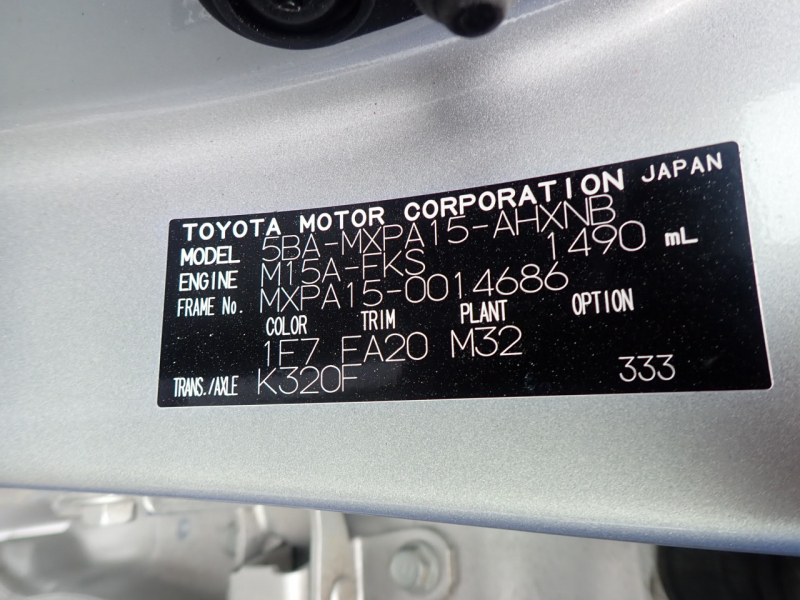 TOYOTA MOTOR CORPORATION JAPAN
MODEL 5BA-MXPA15-AHXNB
ENGINE M15A-FKS 1490 mL
FRAME No. MXPA15-0014686
COLOR TRIM PLANT OPTION
1E7 FA20 M32
TRANS./AXLE K320F 333